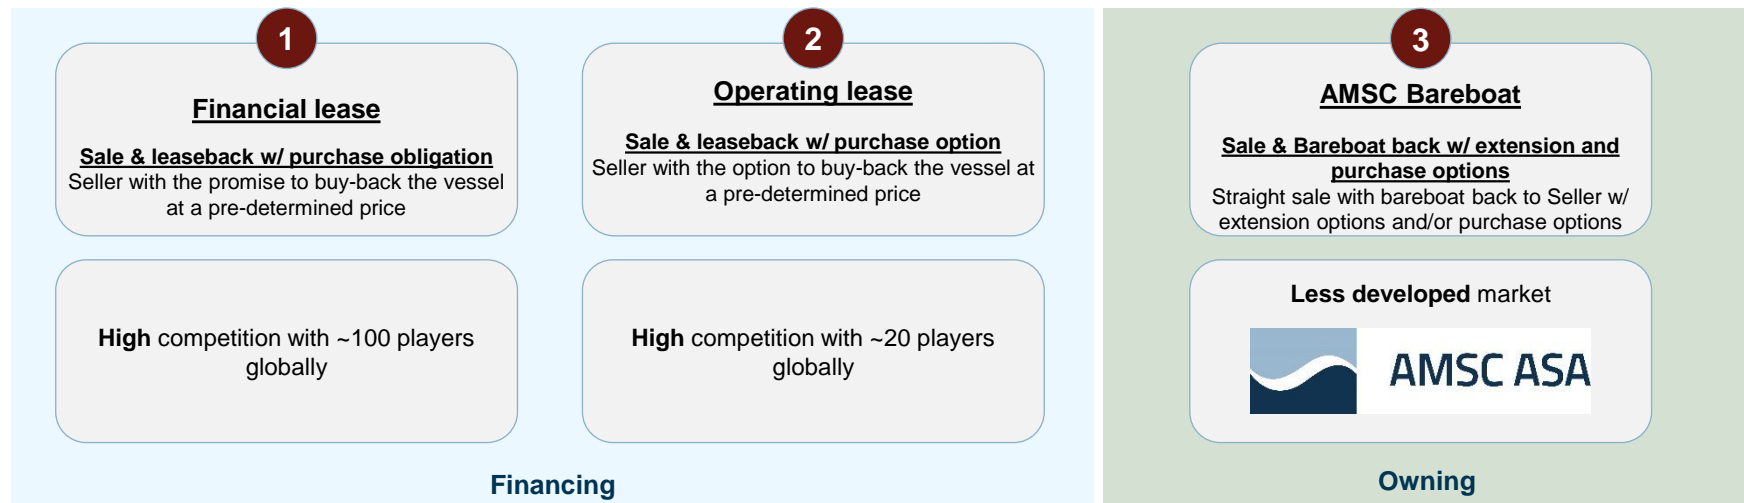 1
Financial lease
Sale & leaseback w/ purchase obligation
Seller with the promise to buy-back the vessel
at a pre-determined price
High competition with ~100 players
globally
2
Operating lease
Sale & leaseback w/ purchase option
Seller with the option to buy-back the vessel at
a pre-determined price
High competition with ~20 players
globally
Financing
3
AMSC Bareboat
Sale & Bareboat back w/ extension and
purchase options
Straight sale with bareboat back to Seller w/
extension options and/or purchase options
Less developed market
AMSC ASA
Owning